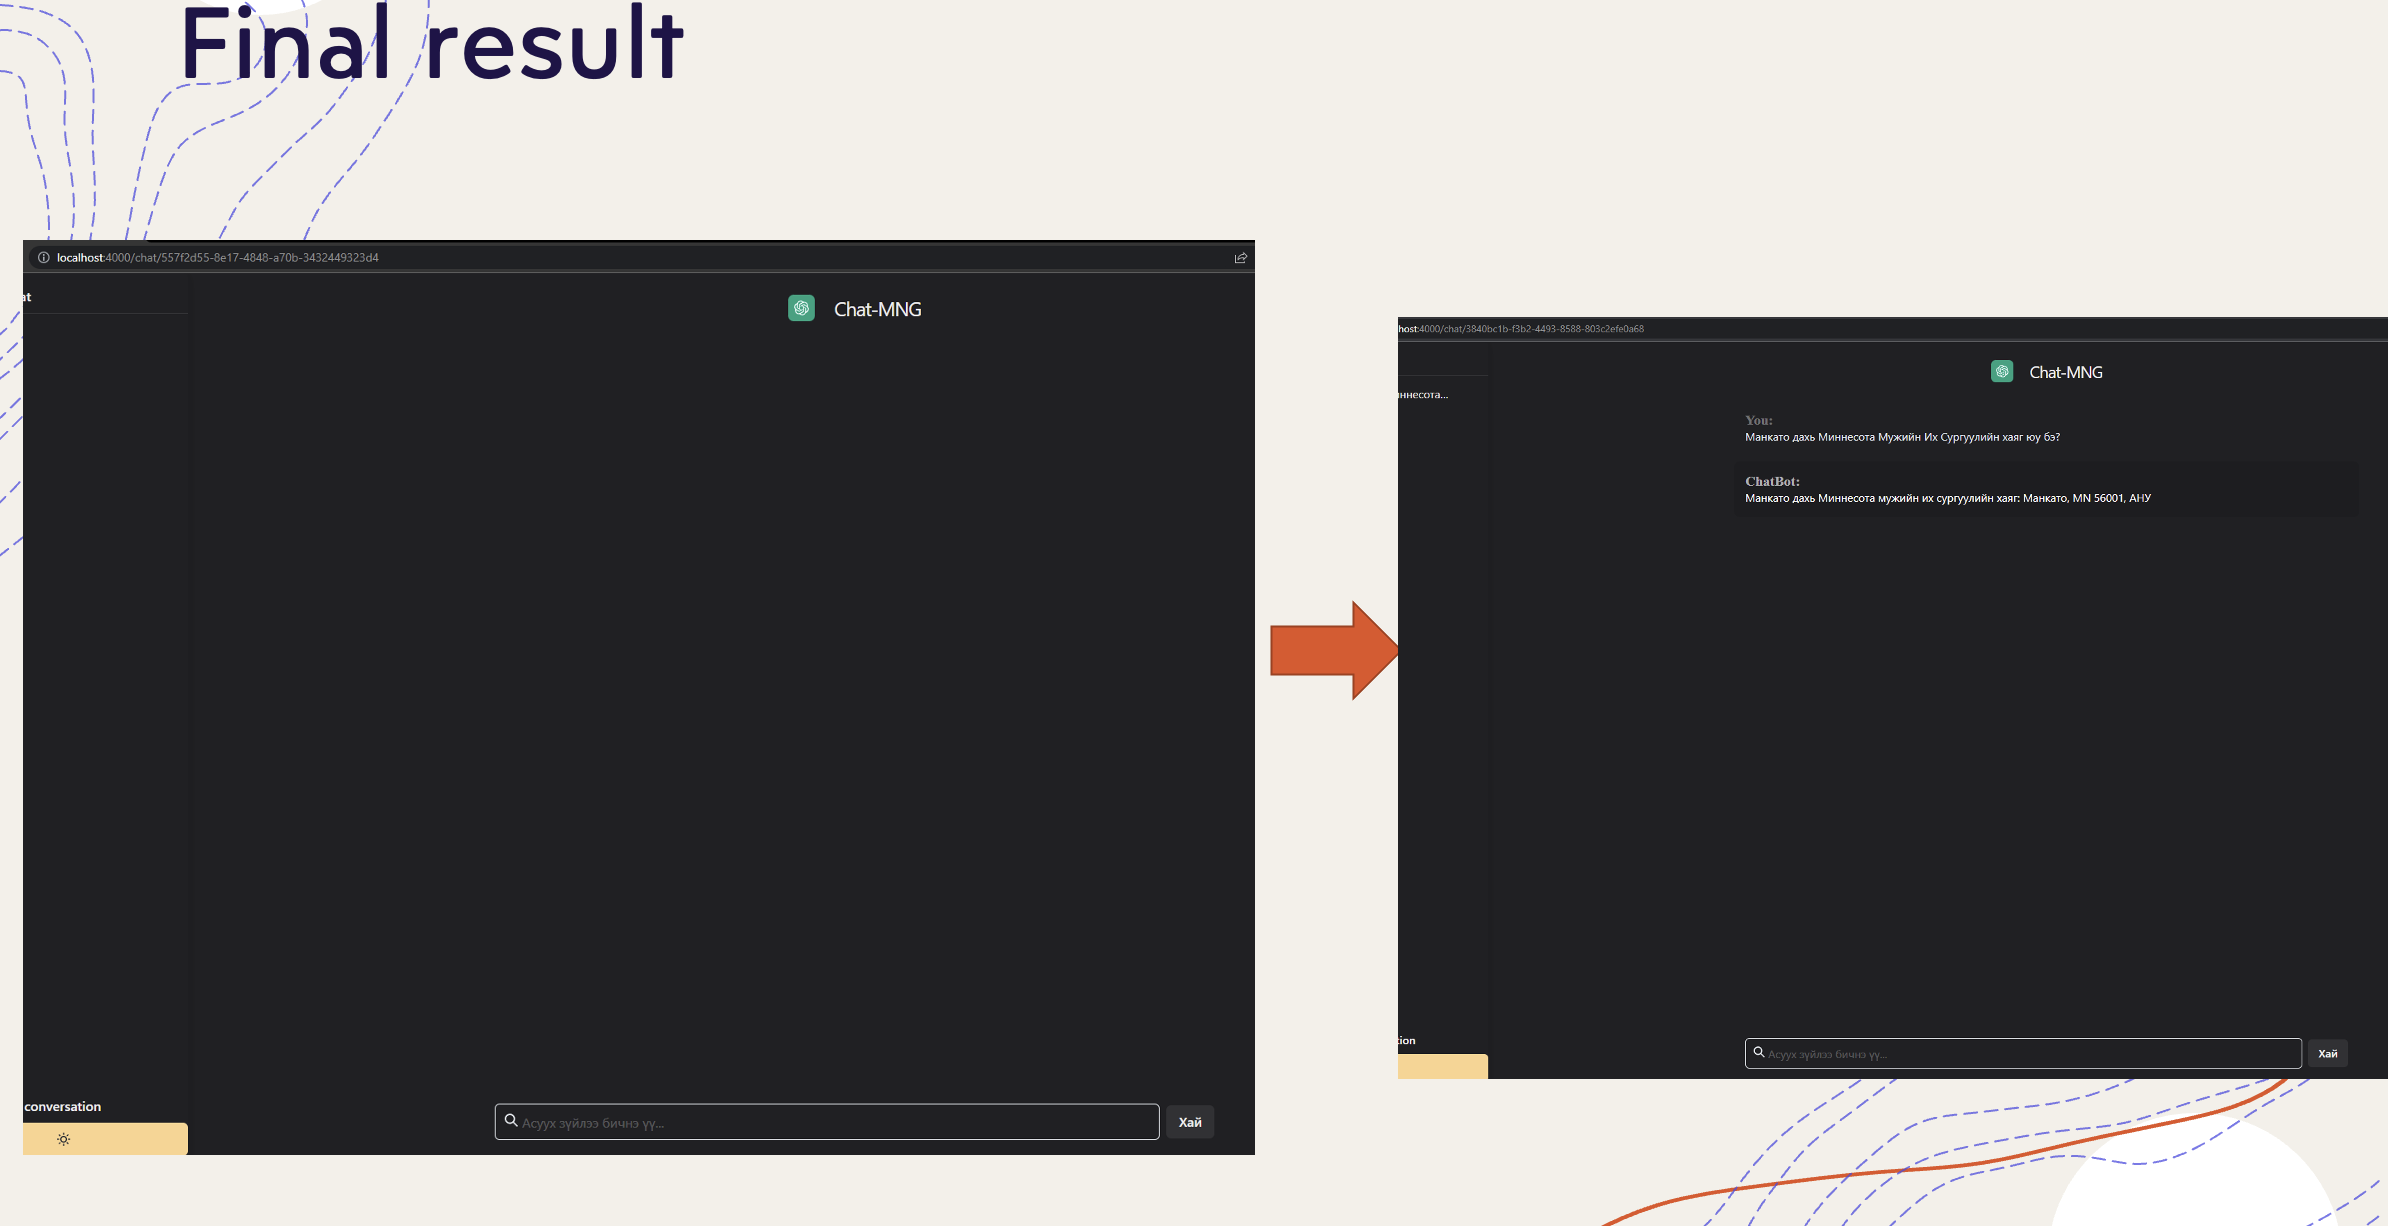 Final result
localhost:4000/chat/557f2d55-8e17-4848-a70b-3432449323d4
at
Chat-MNG
conversation
Асуух зүйлээ бичнэ үү...
Хай
host:4000/chat/3840bc1b-f3b2-4493-8588-803c2efe0a68
Chat-MNG
ннесота...
You:
Манкато дахь Миннесота Мужийн Их Сургуулийн хаяг юу бэ?
ChatBot:
Манкато дахь Миннесота мужийн их сургуулийн хаяг: Манкато, MN 56001, АНУ
tion
Асуух зүйлээ бичнэ үү...
Хай